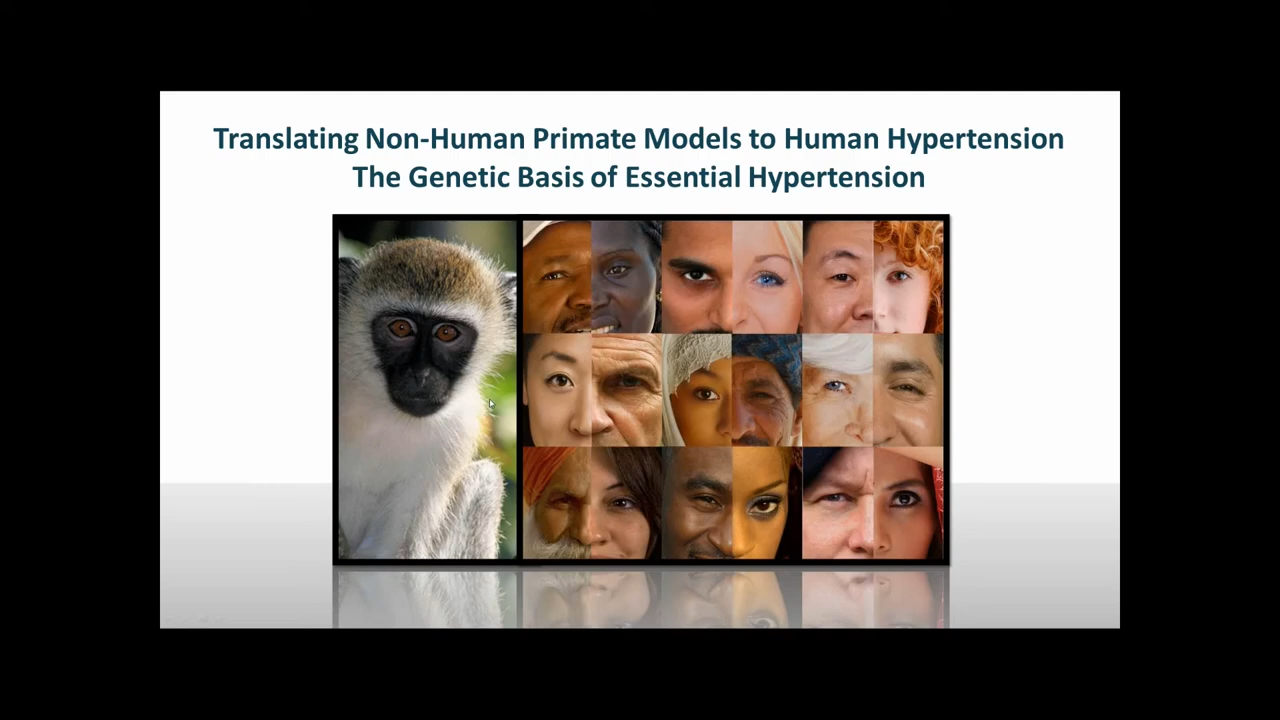 Translating Non-Human Primate Models to Human Hypertension
The Genetic Basis of Essential Hypertension